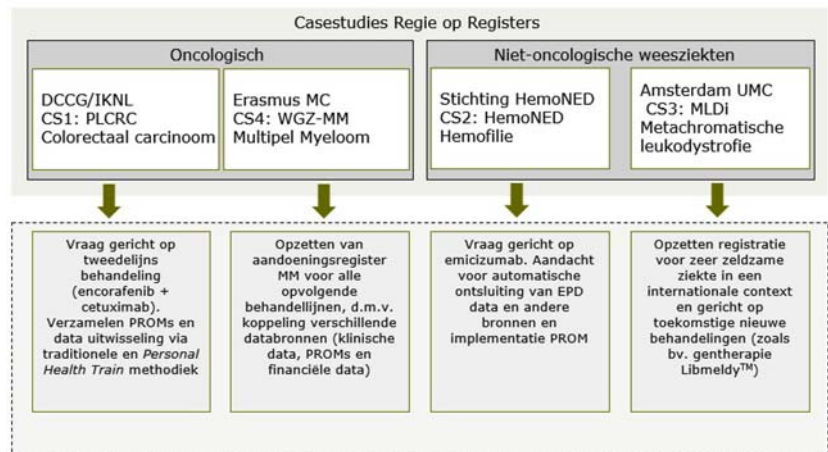 Casestudies Regie op Registers
Oncologisch
DCCG/IKNL
CS1: PLCRC
Colorectaal carcinoom
Erasmus MC
CS4: WGZ-MM
Multipel Myeloom
Niet-oncologische weesziekten
Stichting HemoNED
CS2: HemoNED
Hemofilie
Amsterdam UMC
CS3: MLDi
Metachromatische
leukodystrofie
Vraag gericht op
tweedelijns
behandeling
(encorafenib +
cetuximab).
Verzamelen PROMs en
data uitwisseling via
traditionele en Personal
Health Train methodiek
Opzetten van
aandoeningsregister
MM voor alle
opvolgende
behandellijnen, d.m.v.
koppeling verschillende
databronnen (klinische
data, PROMs en
financiële data)
Vraag gericht op
emicizumab. Aandacht
voor automatische
ontsluiting van EPD
data en andere
bronnen en
implementatie PROM
Opzetten registratie
voor zeer zeldzame
ziekte in een
internationale context
en gericht op
toekomstige nieuwe
behandelingen (zoals
bv. gentherapie
Libmeldy™)